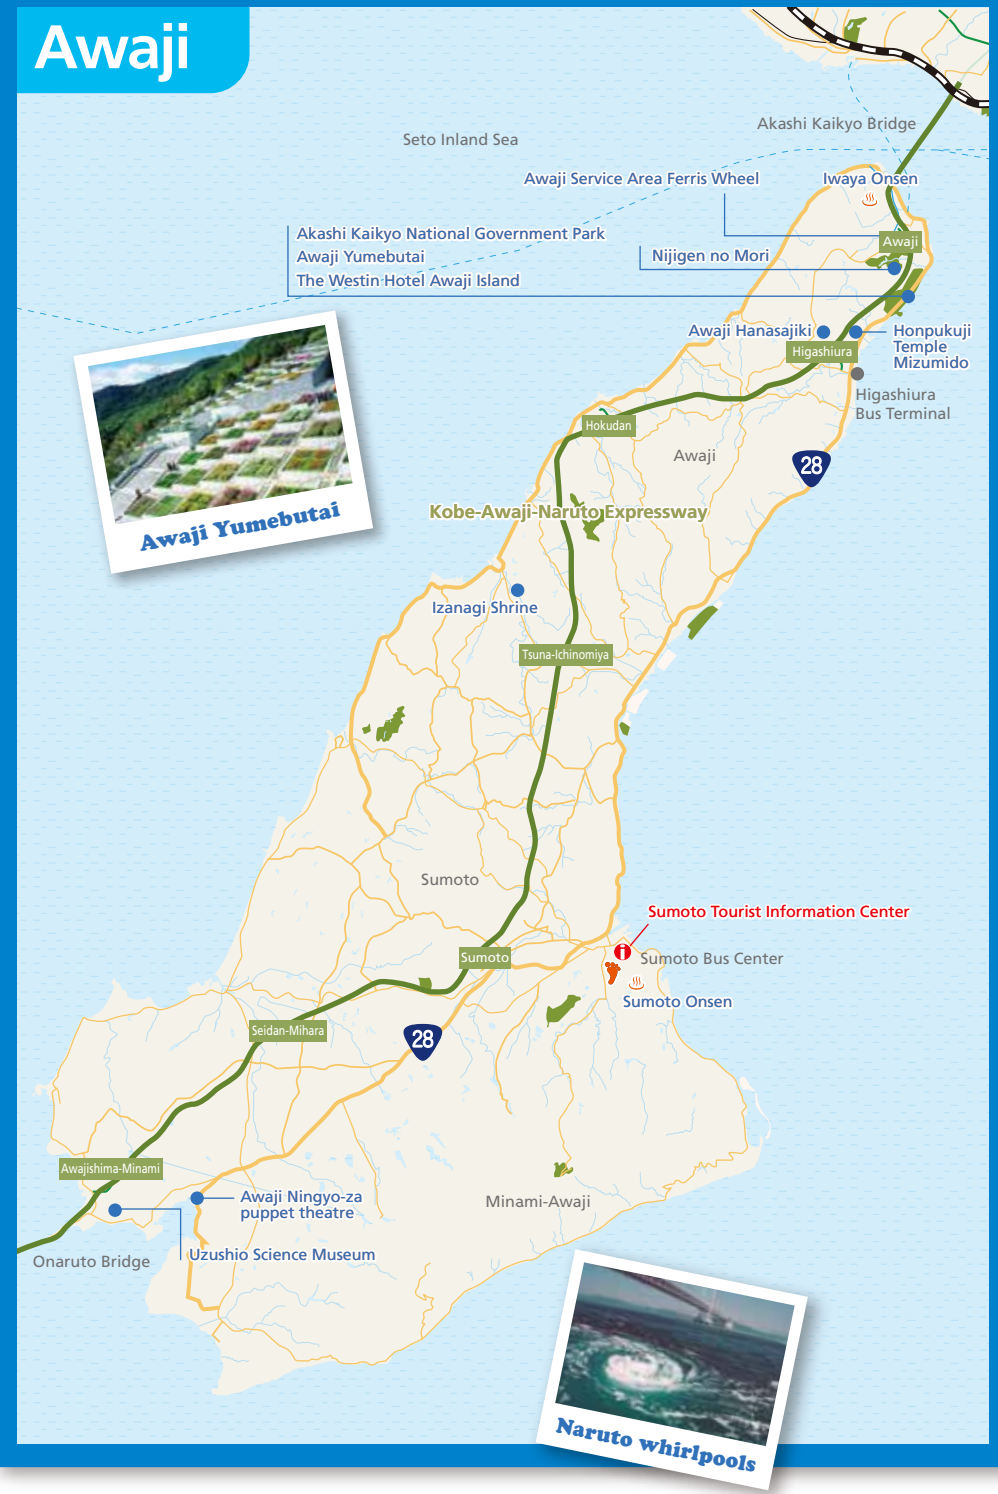 Awaji
Akashi Kaikyo Bridge
Seto Inland Sea
Awaji Service Area Ferris Wheel
Iwaya Onsen
Akashi Kaikyo National Government Park
Awaji Yumebutai
The Westin Hotel Awaji Island
Nijigen no Mori
Awaji
Awaji Hanasajiki
Honpukuji
Temple
Mizumido
Higashiura
Higashiura
Bus Terminal
Hokudan
Awaji
28
Kobe-Awaji-Naruto Expressway
Awaji Yumebutai
Izanagi Shrine
Tsuna-Ichinomiya
Sumoto
Sumoto Tourist Information Center
Sumoto
Sumoto Bus Center
Sumoto Onsen
Seidan-Mihara
28
Awajishima-Minami
Awaji Ningyo-za
puppet theatre
Minami-Awaji
Uzushio Science Museum
Onaruto Bridge
Naruto whirlpools